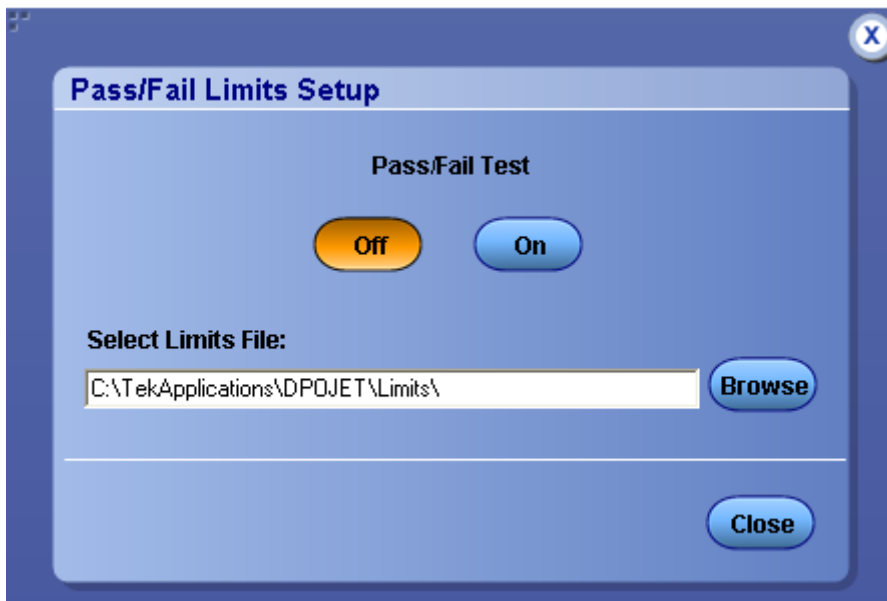 X
Pass/Fail Limits Setup
Pass/Fail Test
Off On
Select Limits File:
C:\TekApplications\DPOJET\Limits\ Browse
Close